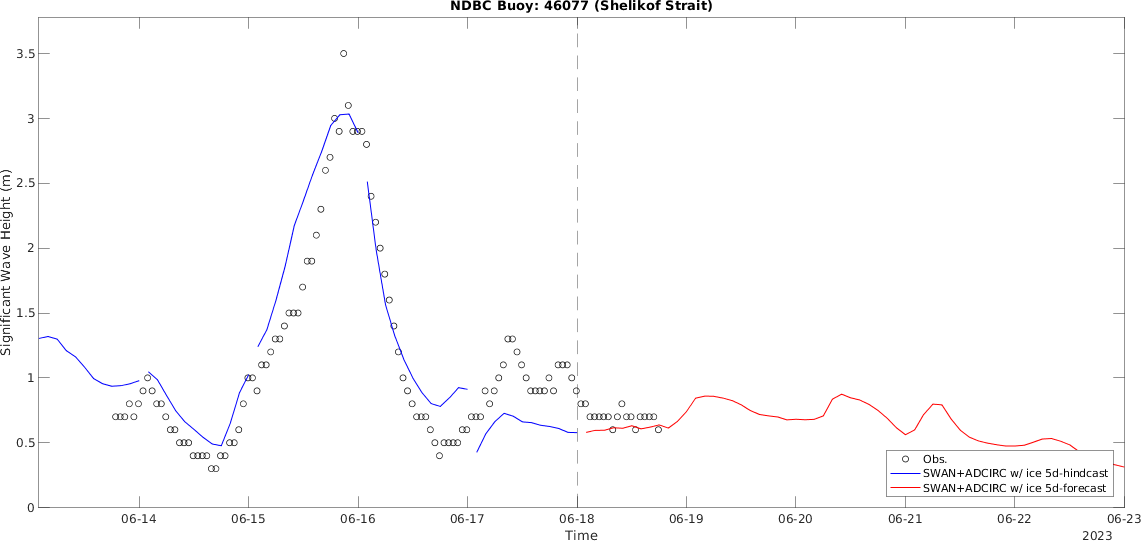 NDBC Buoy: 46077 (Shelikof Strait)
3.5
3
2.5
2
1.5
1
0.5
0
Significant Wave Height (m)
Obs.
SWAN+ADCIRC w/ ice 5d-hindcast
SWAN+ADCIRC w/ ice 5d-forecast
06-14 06-15 06-16 06-17 06-18 06-19 06-20 06-21 06-22 06-23
Time
2023